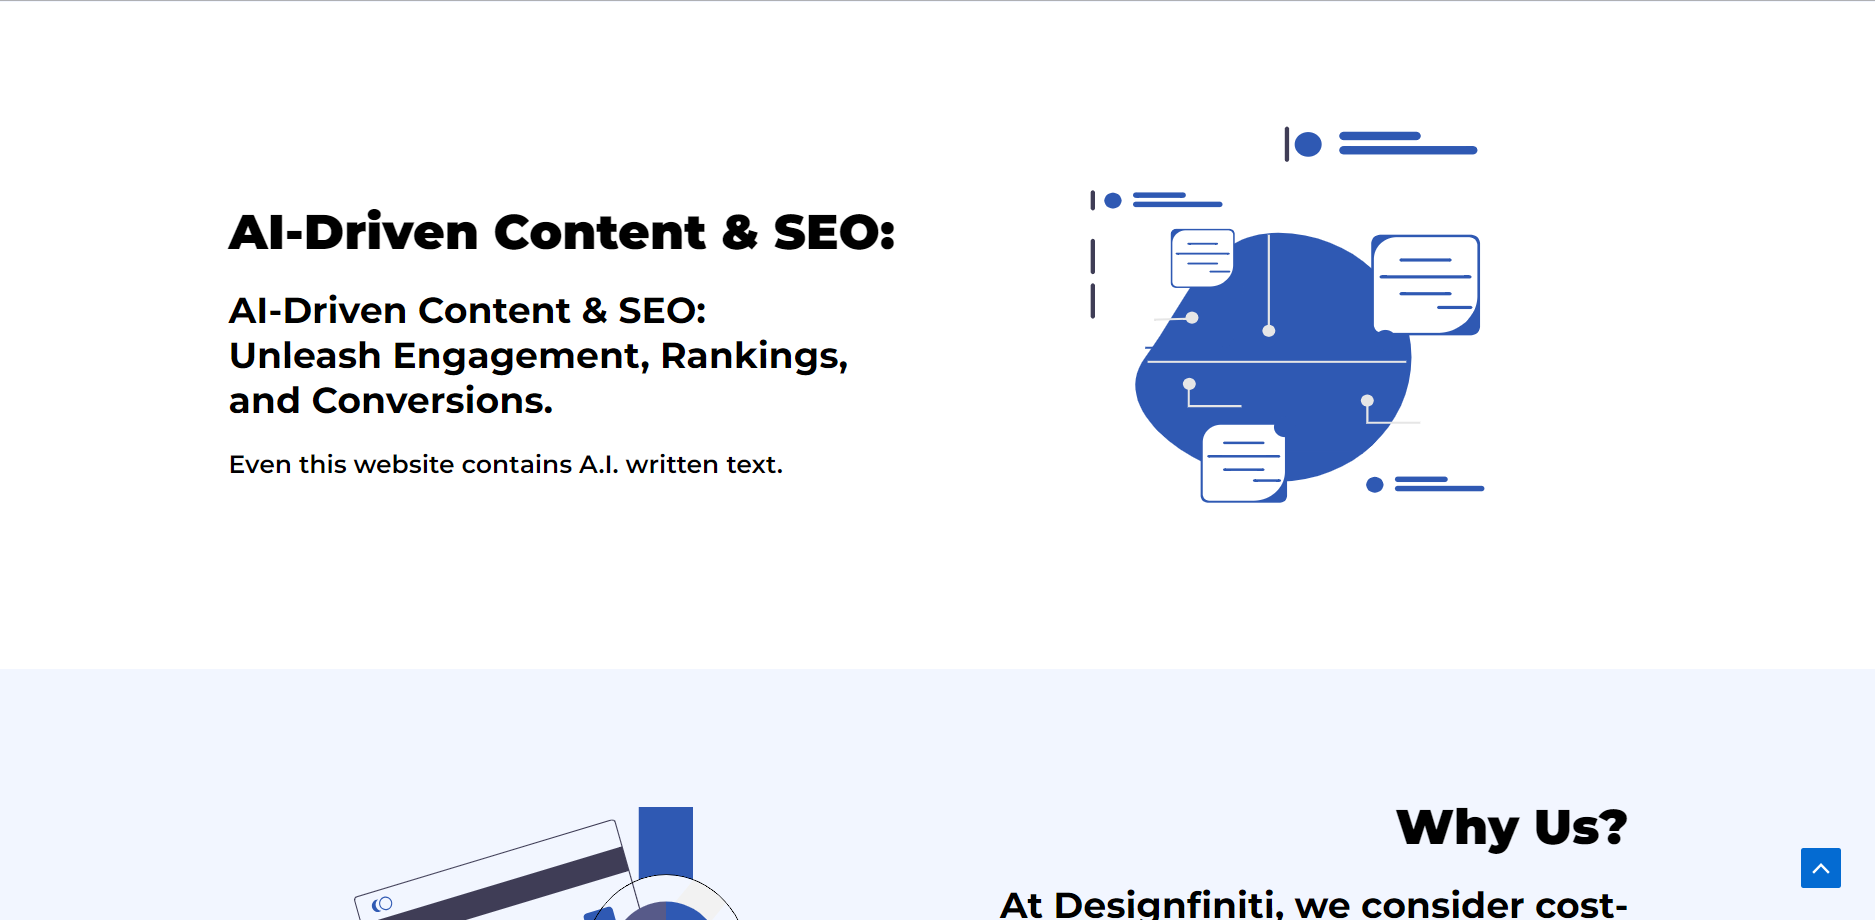 AI-Driven Content & SEO:
AI-Driven Content & SEO:
Unleash Engagement, Rankings,
and Conversions.
Even this website contains A.I. written text.
Why Us?
At Designfiniti, we consider cost-